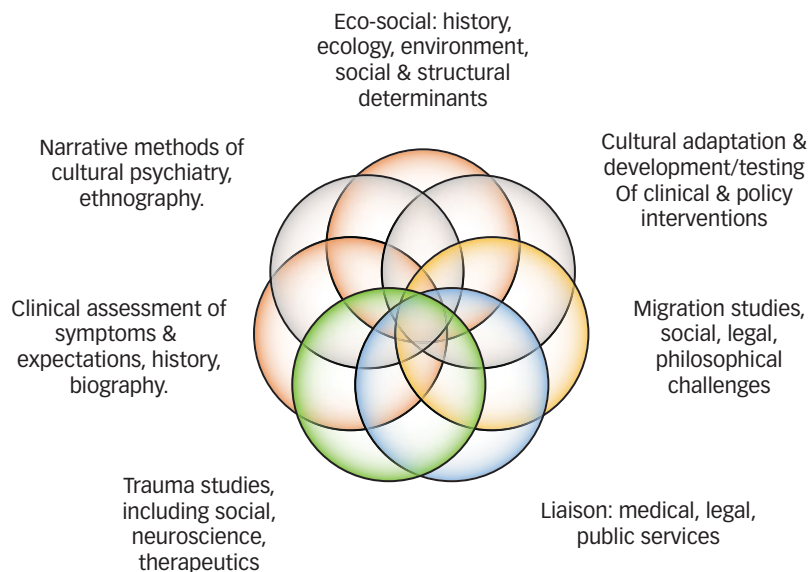 Eco-social: history,
ecology, environment,
social & structural
determinants
Narrative methods of
cultural psychiatry,
ethnography.
Cultural adaptation &
development/testing
Of clinical & policy
interventions
Clinical assessment of
symptoms &
expectations, history,
biography.
Migration studies,
social, legal,
philosophical
challenges
Trauma studies,
including social,
neuroscience,
therapeutics
Liaison: medical, legal,
public services